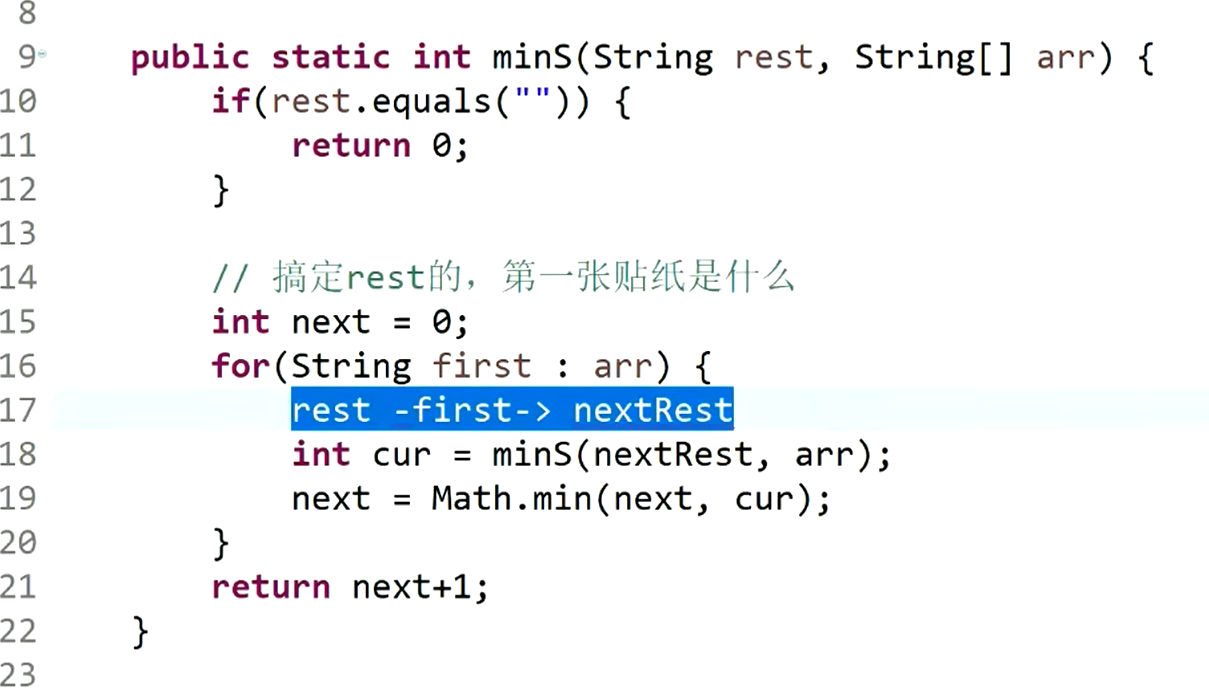 8
9 public static int minS(String rest, String[] arr) {
10 if(rest.equals("")) {
11 return 0;
12 }
13
14 // 搞定rest的，第一张贴纸是什么
15 int next = 0;
16 for(String first : arr) {
17 rest -first-> nextRest
18 int cur = minS(nextRest, arr);
19 next = Math.min(next, cur);
20 }
21 return next+1;
22 }
23